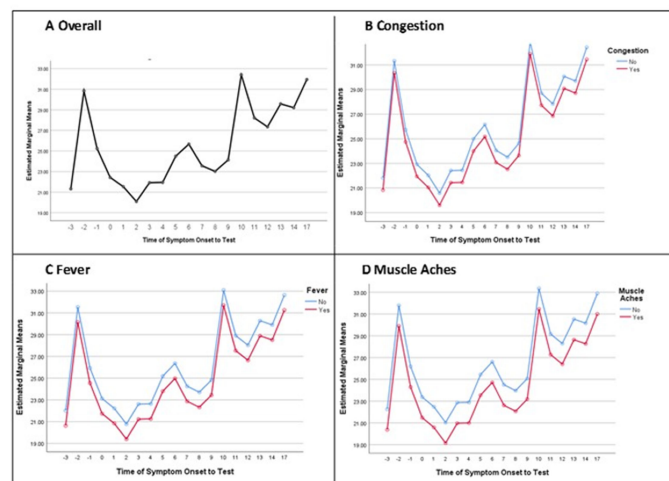 A Overall
Estimated Marginal Means
33.00
31.00
29.00
27.00
25.00
23.00
21.00
19.00
-3 -2 -1 0 1 2 3 4 5 6 7 8 9 10 11 12 13 14 17
Time of Symptom Onset to Test
B Congestion
Estimated Marginal Means
31.00
29.00
27.00
25.00
23.00
21.00
19.00
-3 -2 -1 0 1 2 3 4 5 6 7 8 9 10 11 12 13 14 17
Time of Symptom Onset to Test
Congestion
No
Yes
C Fever
Estimated Marginal Means
33.00
31.00
29.00
27.00
25.00
23.00
21.00
19.00
-3 -2 -1 0 1 2 3 4 5 6 7 8 9 10 11 12 13 14 17
Time of Symptom Onset to Test
Fever
No
Yes
D Muscle Aches
Estimated Marginal Means
33.00
31.00
29.00
27.00
25.00
23.00
21.00
19.00
-3 -2 -1 0 1 2 3 4 5 6 7 8 9 10 11 12 13 14 17
Time of Symptom Onset to Test
Muscle
Aches
No
Yes